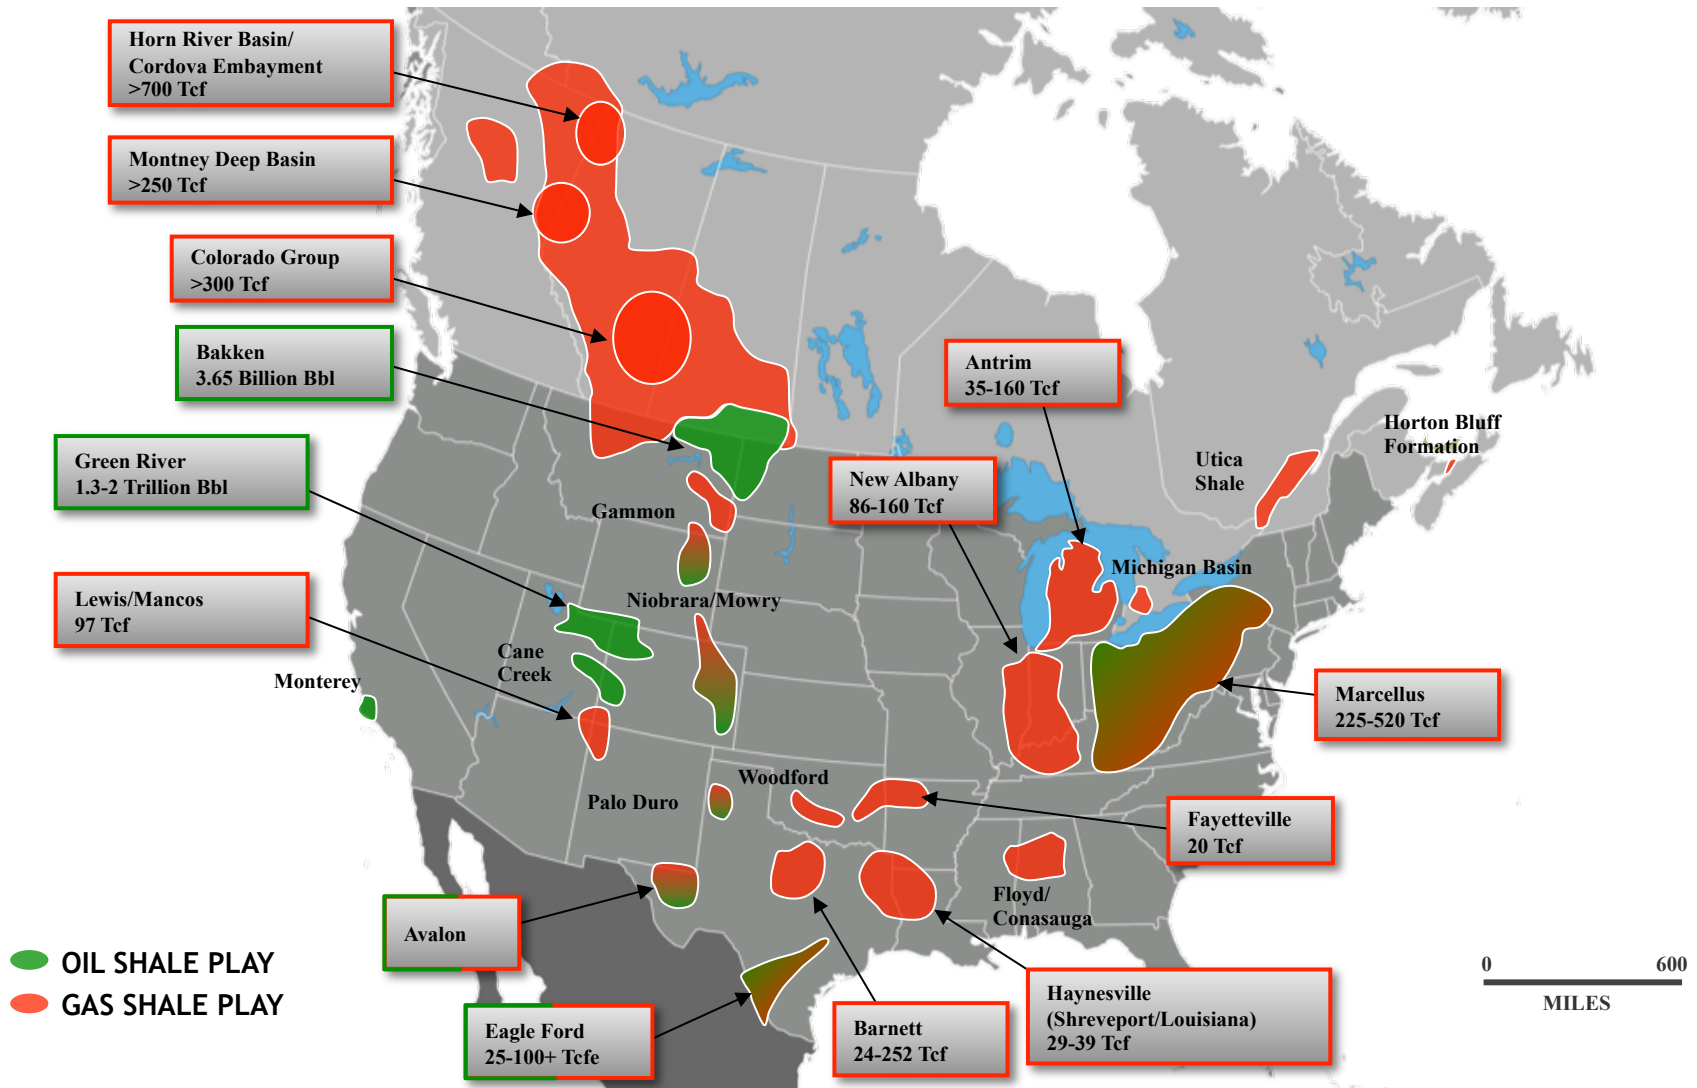 Horn River Basin/
Cordova Embayment
>700 Tcf
Montney Deep Basin
>250 Tcf
Colorado Group
>300 Tcf
Bakken
3.65 Billion Bbl
Antrim
35-160 Tcf
Horton Bluff
Formation
Green River
1.3-2 Trillion Bbl
Utica
Shale
New Albany
86-160 Tcf
Gammon
Michigan Basin
Lewis/Mancos
97 Tcf
Niobrara/Mowry
Cane
Creek
Monterey
Marcellus
225-520 Tcf
Woodford
Palo Duro
Fayetteville
20 Tcf
Floyd/
Conasauga
Avalon
OIL SHALE PLAY
GAS SHALE PLAY
0 600
MILES
Haynesville
(Shreveport/Louisiana)
29-39 Tcf
Eagle Ford
25-100+ Tcfe
Barnett
24-252 Tcf